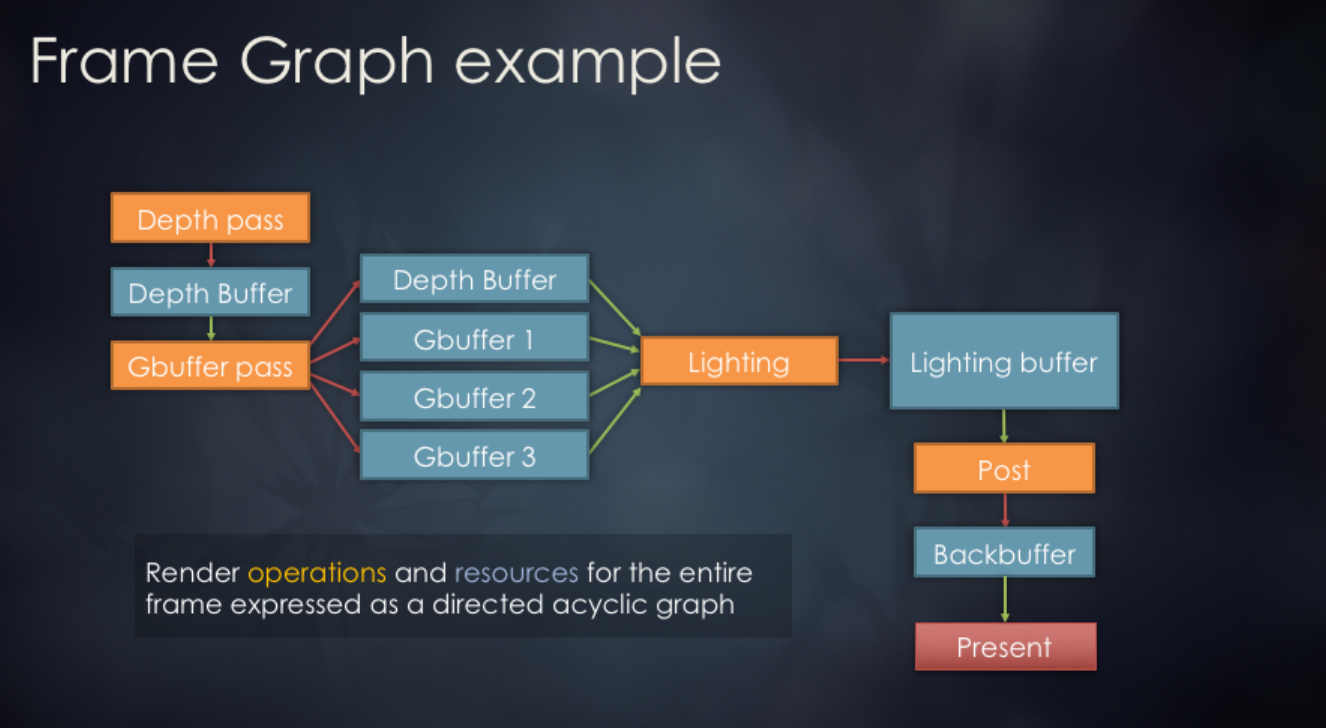 Frame Graph example
Depth pass
Depth Buffer
Gbuffer pass
Depth Buffer
Gbuffer 1
Gbuffer 2
Gbuffer 3
Lighting
Lighting buffer
Post
Backbuffer
Present
Render operations and resources for the entire
frame expressed as a directed acyclic graph